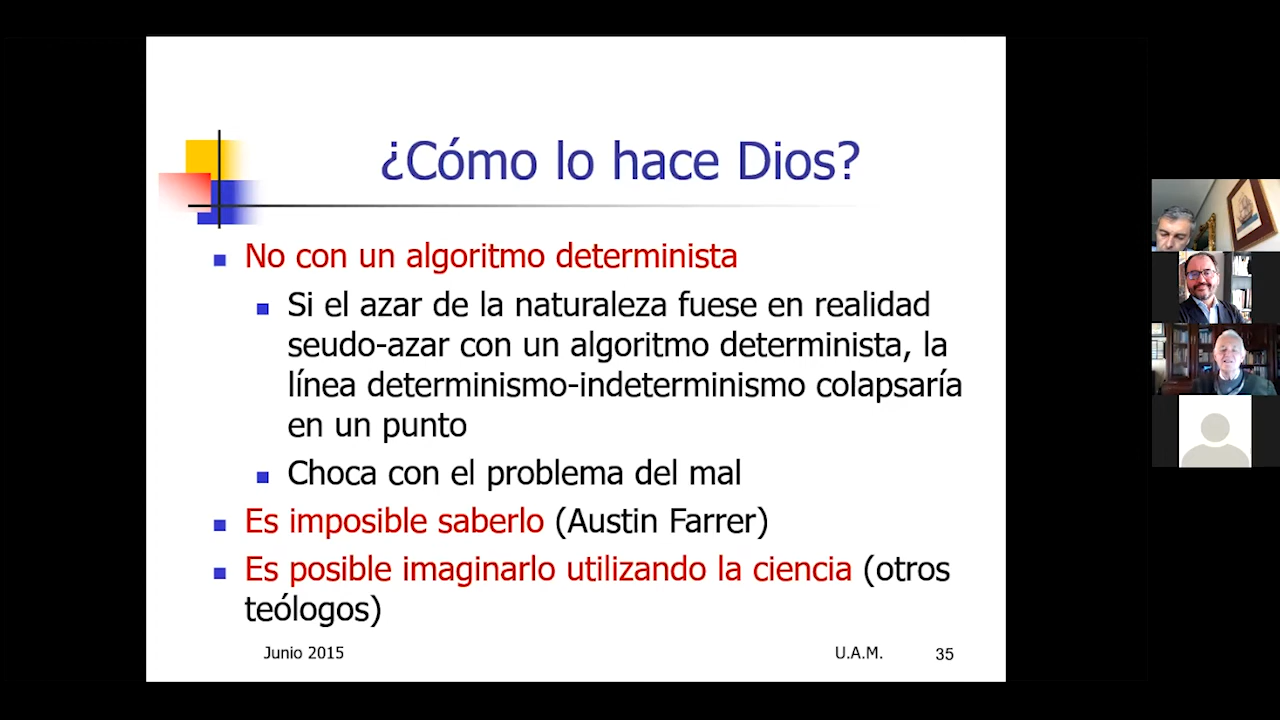 ¿Cómo lo hace Dios?
No con un algoritmo determinista
Si el azar de la naturaleza fuese en realidad
seudo-azar con un algoritmo determinista, la
línea determinismo-indeterminismo colapsaría
en un punto
Choca con el problema del mal
Es imposible saberlo (Austin Farrer)
Es posible imaginarlo utilizando la ciencia (otros
teólogos)
Junio 2015 U.A.M. 35